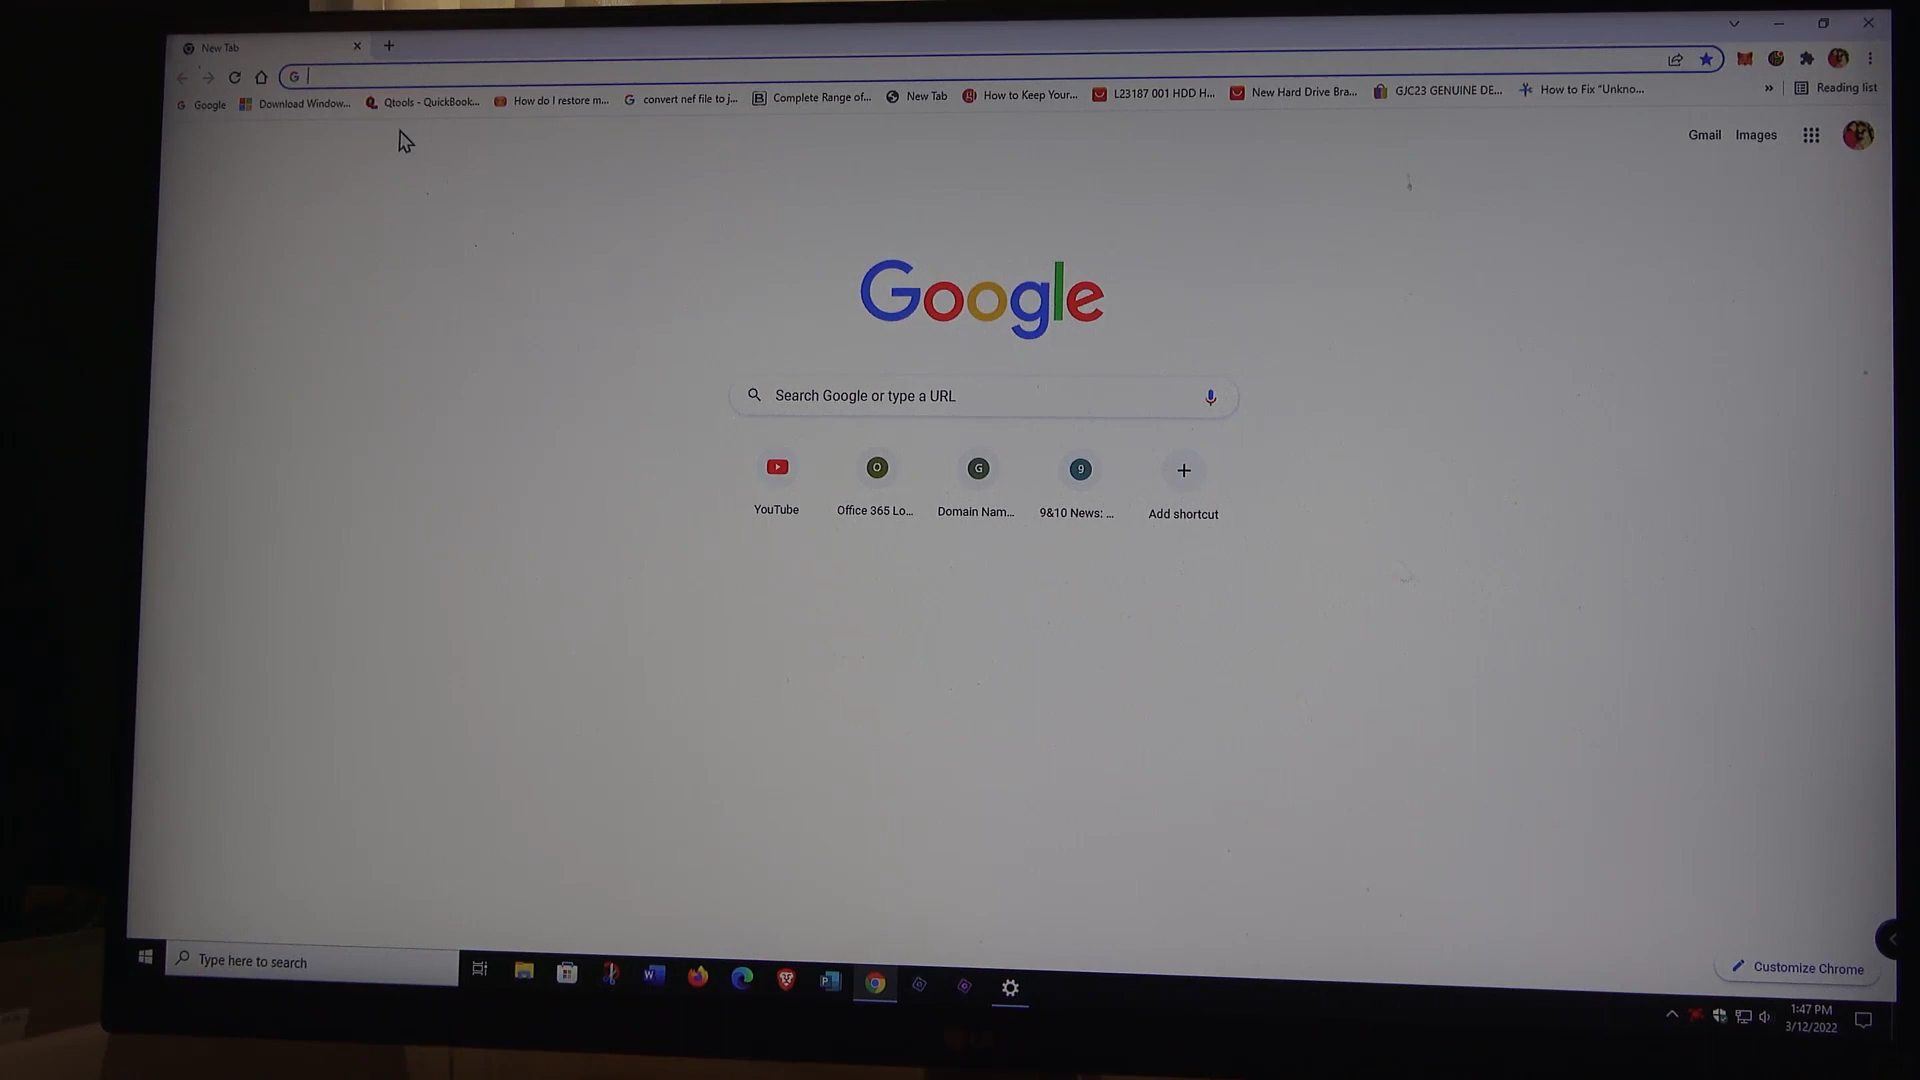 New Tab
G
Google
Download Window...
Qtools - QuickBook...
How do I restore m...
convert nef file to j...
Complete Range of...
New Tab
How to Keep Your...
L23187 001 HDD H...
New Hard Drive Bra...
GJC23 GENUINE DE...
How to Fix "Unkno...
»
Reading list
Gmail
Images
Google
Search Google or type a URL
O
G
9
YouTube
Office 365 Lo...
Domain Nam...
9&10 News: ...
Add shortcut
Customize Chrome
Type here to search
1:47 PM
3/12/2022